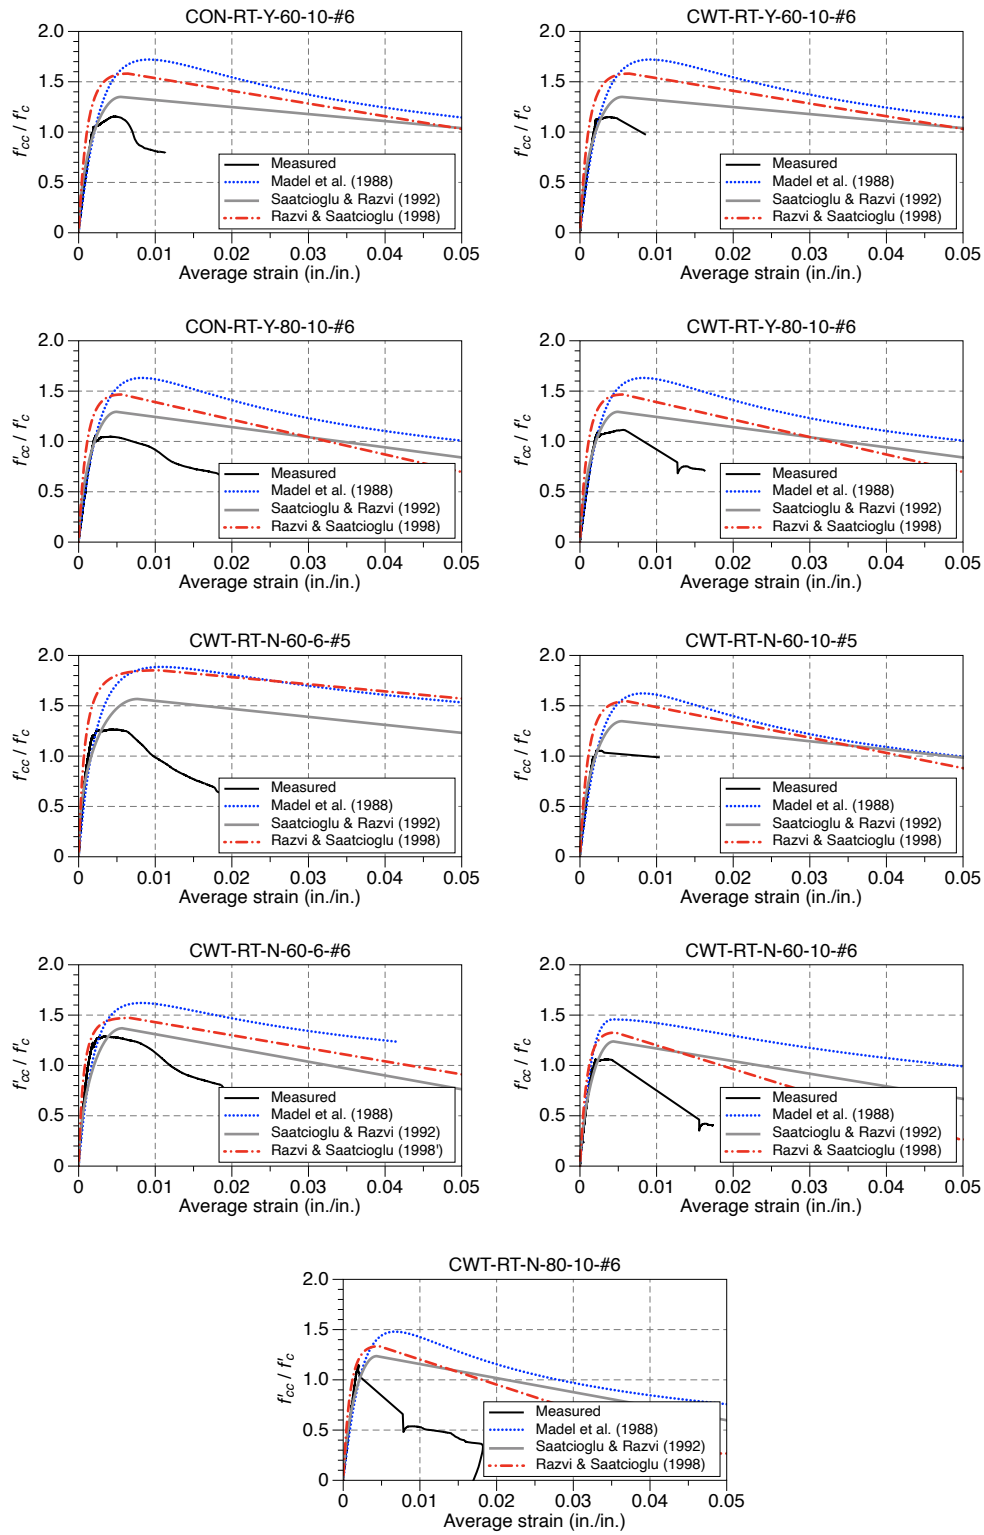 CON-RT-Y-60-10-#6
2.0
1.5
1.0
0.5
0
f'cc / f'c
0 0.01 0.02 0.03 0.04 0.05
Average strain (in./in.)
Measured
Madel et al. (1988)
Saatcioglu & Razvi (1992)
Razvi & Saatcioglu (1998)
CWT-RT-Y-60-10-#6
2.0
1.5
1.0
0.5
0
f'cc / f'c
0 0.01 0.02 0.03 0.04 0.05
Average strain (in./in.)
Measured
Madel et al. (1988)
Saatcioglu & Razvi (1992)
Razvi & Saatcioglu (1998)
CON-RT-Y-80-10-#6
2.0
1.5
1.0
0.5
0
f'cc / f'c
0 0.01 0.02 0.03 0.04 0.05
Average strain (in./in.)
Measured
Madel et al. (1988)
Saatcioglu & Razvi (1992)
Razvi & Saatcioglu (1998)
CWT-RT-Y-80-10-#6
2.0
1.5
1.0
0.5
0
f'cc / f'c
0 0.01 0.02 0.03 0.04 0.05
Average strain (in./in.)
Measured
Madel et al. (1988)
Saatcioglu & Razvi (1992)
Razvi & Saatcioglu (1998)
CWT-RT-N-60-6-#5
2.0
1.5
1.0
0.5
0
f'cc / f'c
0 0.01 0.02 0.03 0.04 0.05
Average strain (in./in.)
Measured
Madel et al. (1988)
Saatcioglu & Razvi (1992)
Razvi & Saatcioglu (1998)
CWT-RT-N-60-10-#5
2.0
1.5
1.0
0.5
0
f'cc / f'c
0 0.01 0.02 0.03 0.04 0.05
Average strain (in./in.)
Measured
Madel et al. (1988)
Saatcioglu & Razvi (1992)
Razvi & Saatcioglu (1998)
CWT-RT-N-60-6-#6
2.0
1.5
1.0
0.5
0
f'cc / f'c
0 0.01 0.02 0.03 0.04 0.05
Average strain (in./in.)
Measured
Madel et al. (1988)
Saatcioglu & Razvi (1992)
Razvi & Saatcioglu (1998')
CWT-RT-N-60-10-#6
2.0
1.5
1.0
0.5
0
f'cc / f'c
0 0.01 0.02 0.03 0.04 0.05
Average strain (in./in.)
Measured
Madel et al. (1988)
Saatcioglu & Razvi (1992)
Razvi & Saatcioglu (1998)
CWT-RT-N-80-10-#6
2.0
1.5
1.0
0.5
0
f'cc / f'c
0 0.01 0.02 0.03 0.04 0.05
Average strain (in./in.)
Measured
Madel et al. (1988)
Saatcioglu & Razvi (1992)
Razvi & Saatcioglu (1998)